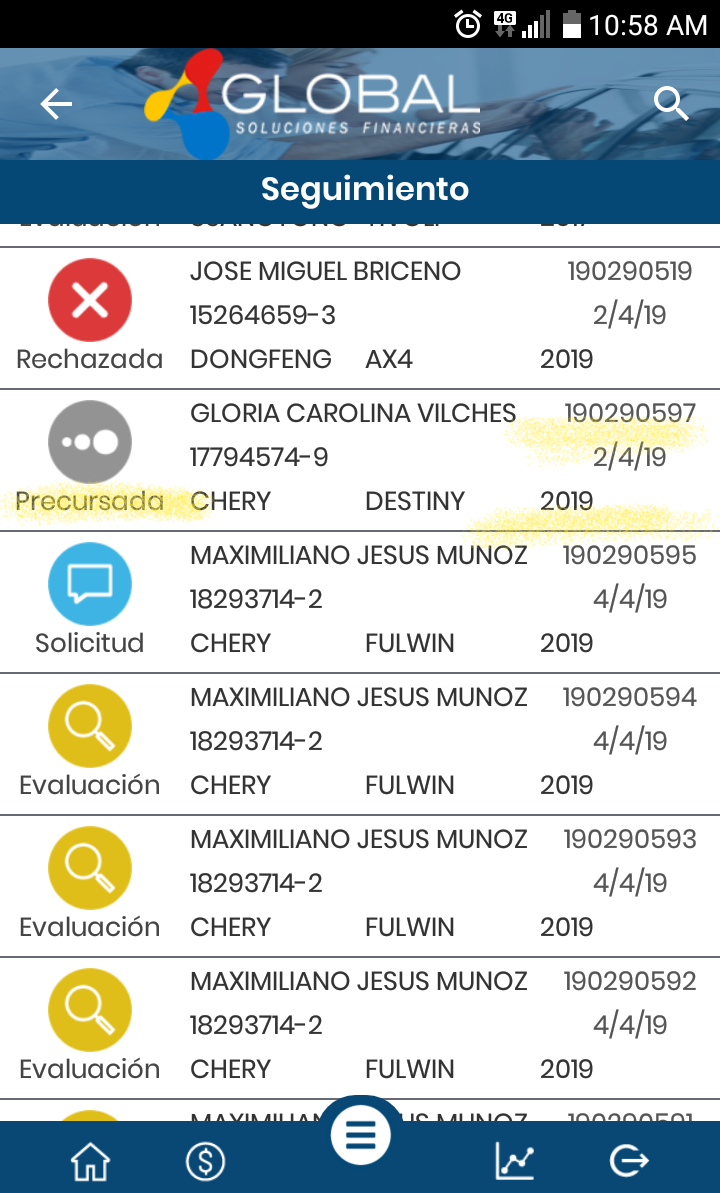 4G 10:58 AM
GLOBAL
SOLUCIONES FINANCIERAS
Seguimiento
JOSE MIGUEL BRICENO 190290519
15264659-3 2/4/19
Rechazada DONGFENG AX4 2019
GLORIA CAROLINA VILCHES 190290597
17794574-9 2/4/19
Precursada CHERY DESTINY 2019
MAXIMILIANO JESUS MUNOZ 190290595
18293714-2 4/4/19
Solicitud CHERY FULWIN 2019
MAXIMILIANO JESUS MUNOZ 190290594
18293714-2 4/4/19
Evaluación CHERY FULWIN 2019
MAXIMILIANO JESUS MUNOZ 190290593
18293714-2 4/4/19
Evaluación CHERY FULWIN 2019
MAXIMILIANO JESUS MUNOZ 190290592
18293714-2 4/4/19
Evaluación CHERY FULWIN 2019